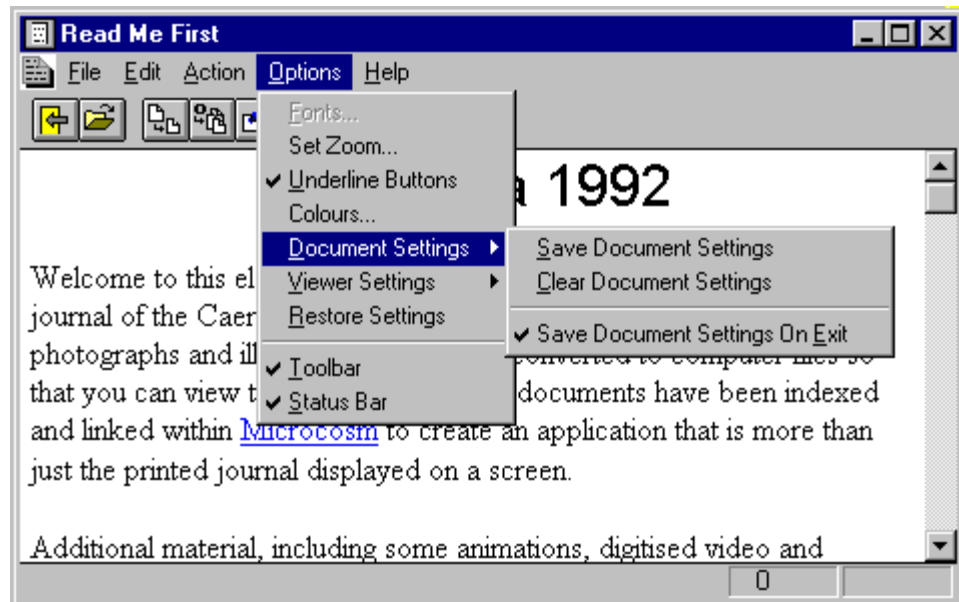 Read Me First
File Edit Action Options Help
Fonts...
Set Zoom...
Underline Buttons
Colours...
Document Settings
Viewer Settings
Restore Settings
Toolbar
Status Bar
Save Document Settings
Clear Document Settings
Save Document Settings On Exit
1992
Welcome to this
journal of the
photographs and
that you can view documents have been indexed
and linked within Microcosm to create an application that is more than
just the printed journal displayed on a screen.
Additional material, including some animations, digitised video and
0